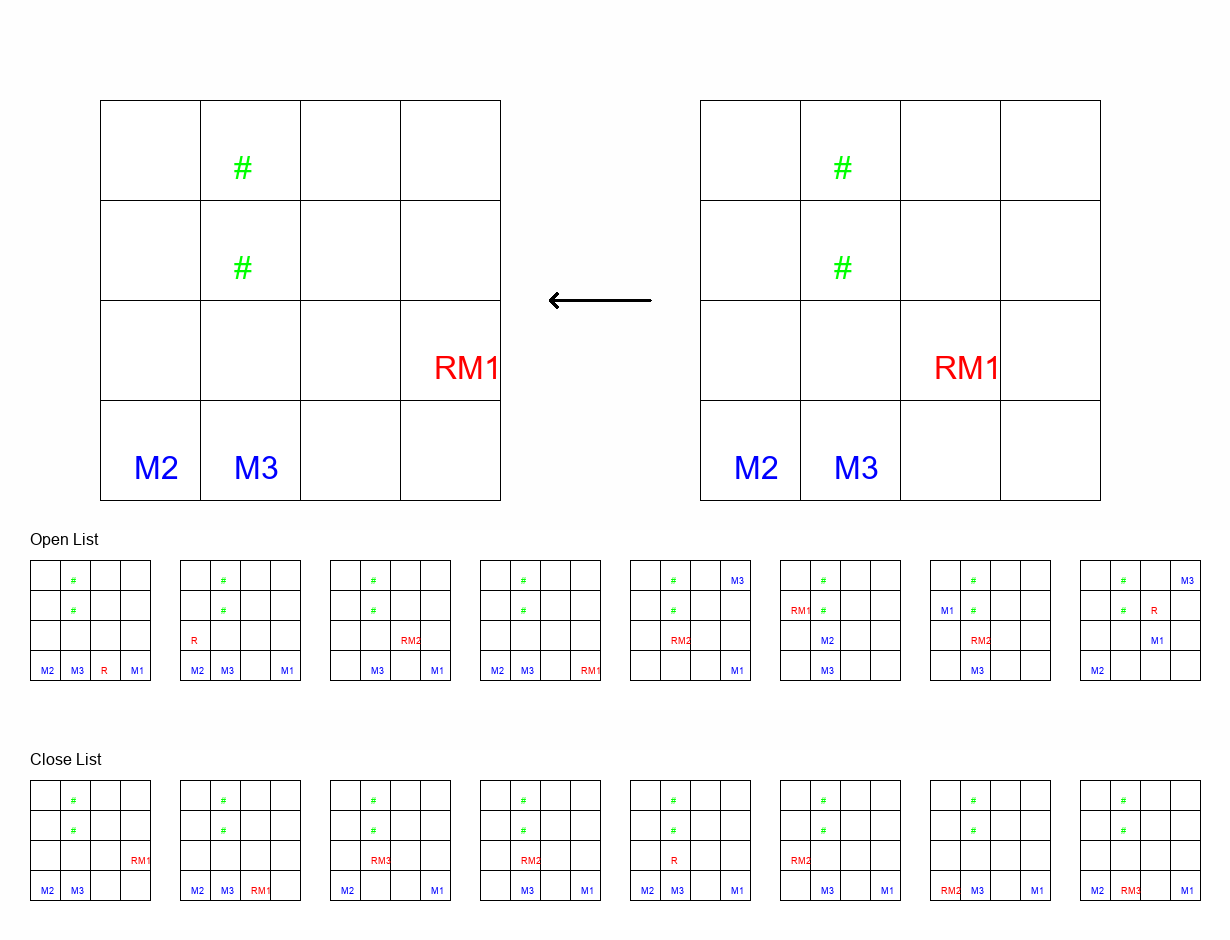 # #
# #
RM1 RM1
M2 M3 M2 M3
Open List
# # # # # M3 # # # M3
# # # # # RM1 # M1 # # R
R RM2 RM2 M2 RM2 M1
M2 M3 R M1 M2 M3 M1 M3 M1 M2 M3 RM1 M1 M3 M3 M2
Close List
# # # # # # # #
# # # # # # # #
RM1 RM3 RM2 R RM2
M2 M3 M2 M3 RM1 M2 M1 M3 M1 M2 M3 M1 M3 M1 RM2 M3 M1 M2 RM3 M1